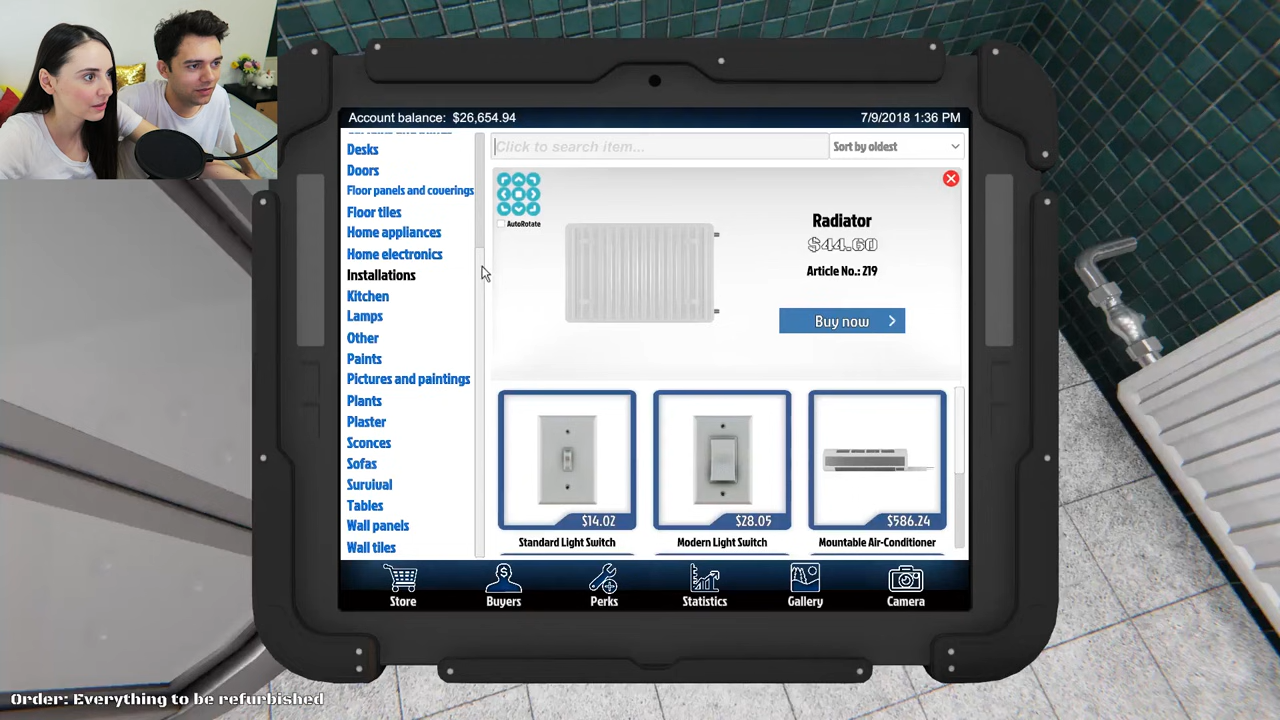 Account balance: $26,654.94
7/9/2018 1:36 PM
Desks
Doors
Floor panels and coverings
Floor tiles
Home appliances
Home electronics
Installations
Kitchen
Lamps
Other
Paints
Pictures and paintings
Plants
Plaster
Sconces
Sofas
Survival
Tables
Wall panels
Wall tiles
Click to search item...
Sort by oldest
AutoRotate
Radiator
$44.60
Article No.: Z19
Buy now
$14.02
$28.05
$586.24
Standard Light Switch
Modern Light Switch
Mountable Air-Conditioner
Store
Buyers
Perks
Statistics
Gallery
Camera
Order: Everything to be refurbished